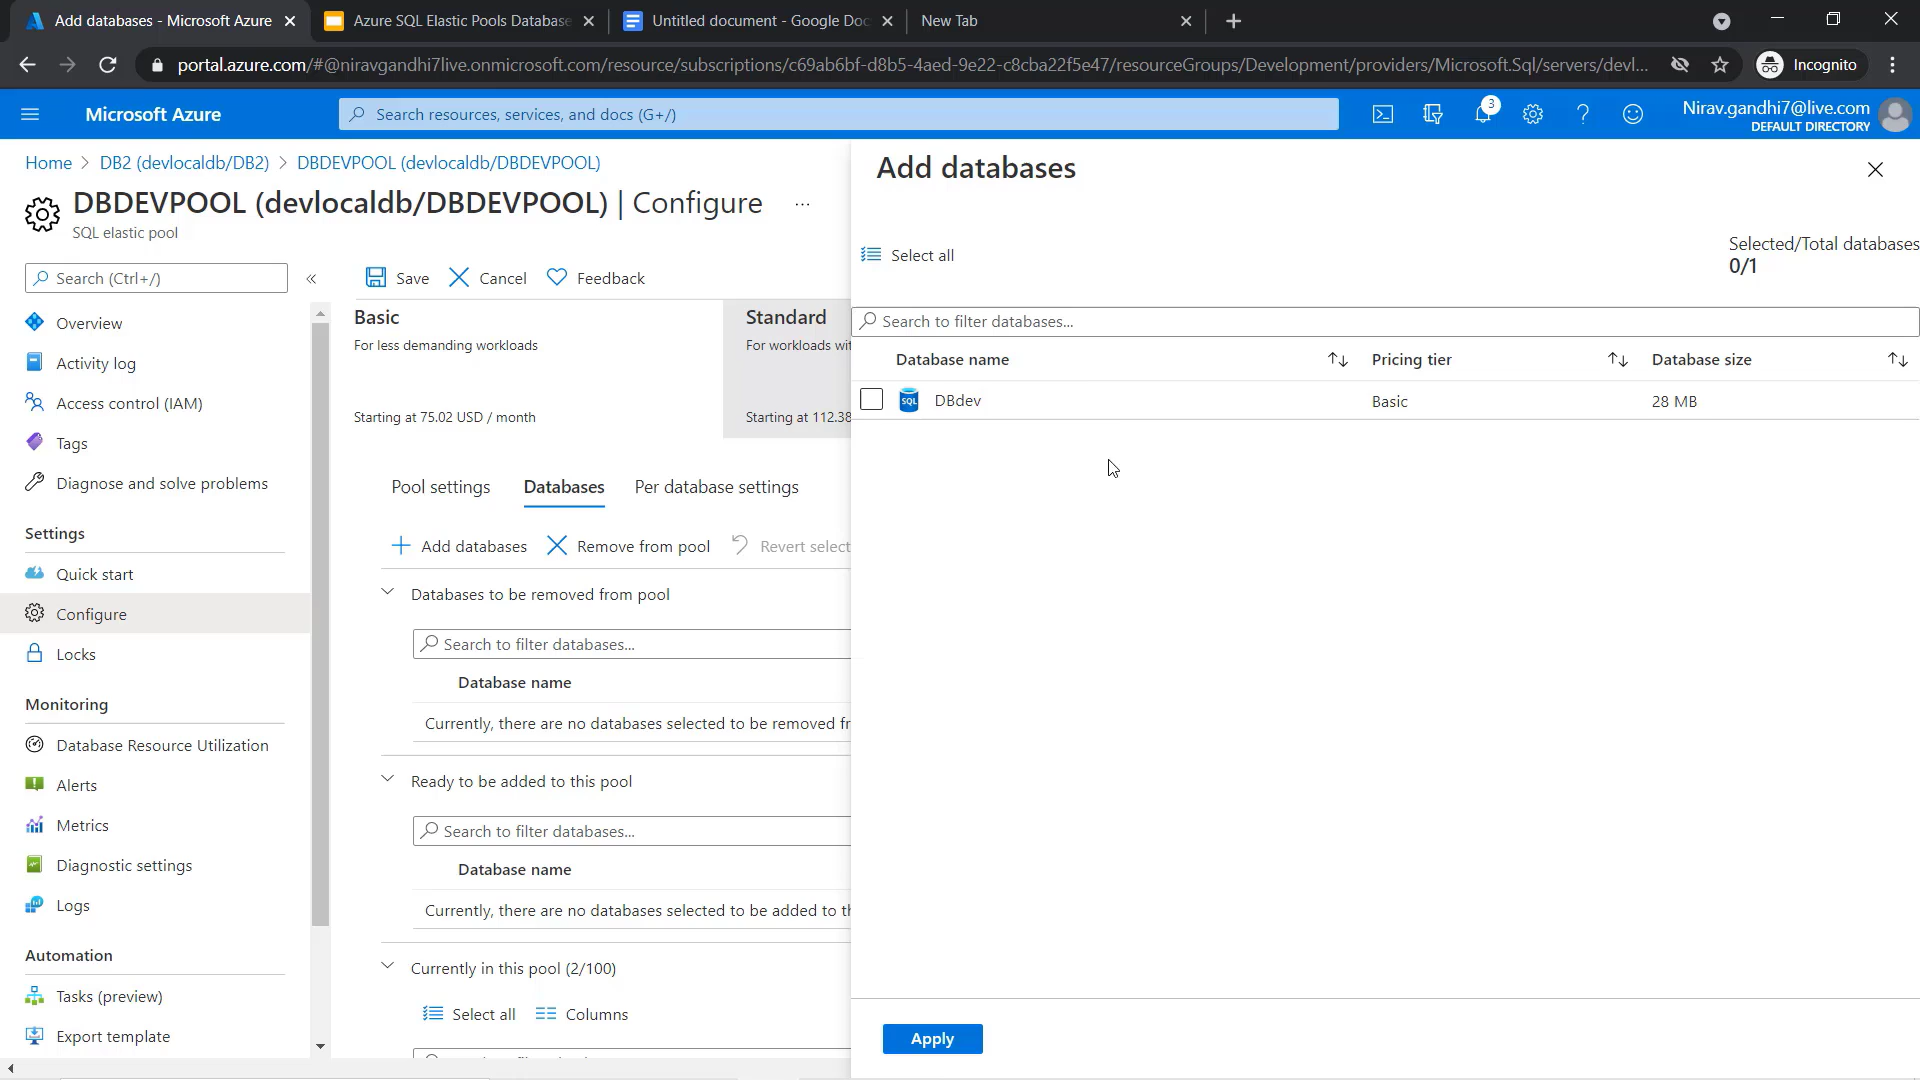 Add databases - Microsoft Azure
Azure SQL Elastic Pools Database
Untitled document - Google Doc
New Tab
portal.azure.com/#@niravgandhi7live.onmicrosoft.com/resource/subscriptions/c69ab6bf-d8b5-4aed-9e22-c8cba22f5e47/resourceGroups/Development/providers/Microsoft.Sql/servers/devl...
Incognito
Microsoft Azure
Search resources, services, and docs (G+/)
3
Nirav.gandhi7@live.com
DEFAULT DIRECTORY
Home > DB2 (devlocaldb/DB2) > DBDEVPOOL (devlocaldb/DBDEVPOOL)
DBDEVPOOL (devlocaldb/DBDEVPOOL) | Configure ...
SQL elastic pool
Search (Ctrl+/)
«
Overview
Activity log
Access control (IAM)
Tags
Diagnose and solve problems
Settings
Quick start
Configure
Locks
Monitoring
Database Resource Utilization
Alerts
Metrics
Diagnostic settings
Logs
Automation
Tasks (preview)
Export template
Save
Cancel
Feedback
Basic
For less demanding workloads
Starting at 75.02 USD / month
Standard
For workloads wit
Starting at 112.38
Pool settings
Databases
Per database settings
Add databases
Remove from pool
Revert select
Databases to be removed from pool
Search to filter databases...
Database name
Currently, there are no databases selected to be removed fr
Ready to be added to this pool
Search to filter databases...
Database name
Currently, there are no databases selected to be added to th
Currently in this pool (2/100)
Select all
Columns
Add databases
Select all
Selected/Total databases
0/1
Search to filter databases...
Database name
Pricing tier
Database size
SQL
DBdev
Basic
28 MB
Apply